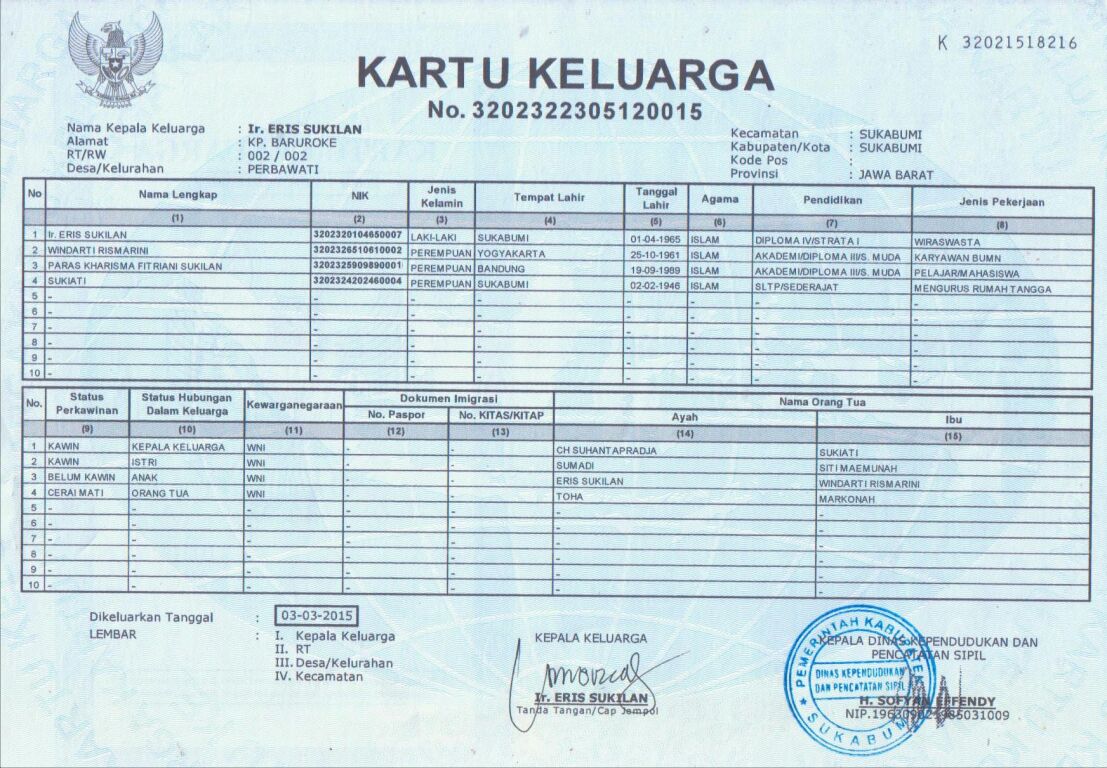 K 32021518216
KARTU KELUARGA
No. 3202322305120015
Nama Kepala Keluarga : Ir. ERIS SUKILAN
Alamat : KP. BARUROKE
RT/RW : 002 / 002
Desa/Kelurahan : PERBAWATI
Kecamatan : SUKABUMI
Kabupaten/Kota : SUKABUMI
Kode Pos :
Provinsi : JAWA BARAT
No Nama Lengkap NIK Jenis Kelamin Tempat Lahir Tanggal Lahir Agama Pendidikan Jenis Pekerjaan
(1) (2) (3) (4) (5) (6) (7) (8)
1 Ir. ERIS SUKILAN 3202320104650007 LAKI-LAKI SUKABUMI 01-04-1965 ISLAM DIPLOMA IV/STRATA I WIRASWASTA
2 WINDARTI RISMARINI 3202326510610002 PEREMPUAN YOGYAKARTA 25-10-1961 ISLAM AKADEMI/DIPLOMA III/S. MUDA KARYAWAN BUMN
3 PARAS KHARISMA FITRIANI SUKILAN 3202325909890001 PEREMPUAN BANDUNG 19-09-1989 ISLAM AKADEMI/DIPLOMA III/S. MUDA PELAJAR/MAHASISWA
4 SUKIATI 3202324202460004 PEREMPUAN SUKABUMI 02-02-1946 ISLAM SLTP/SEDERAJAT MENGURUS RUMAH TANGGA
5 - - - - - - - -
6 - - - - - - - -
7 - - - - - - - -
8 - - - - - - - -
9 - - - - - - - -
10 - - - - - - - -
No. Status Perkawinan Status Hubungan Dalam Keluarga Kewarganegaraan Dokumen Imigrasi Nama Orang Tua
No. Paspor No. KITAS/KITAP Ayah Ibu
(9) (10) (11) (12) (13) (14) (15)
1 KAWIN KEPALA KELUARGA WNI - - CH SUHANTAPRADJA SUKIATI
2 KAWIN ISTRI WNI - - SUMADI SITI MAEMUNAH
3 BELUM KAWIN ANAK WNI - - ERIS SUKILAN WINDARTI RISMARINI
4 CERAI MATI ORANG TUA WNI - - TOHA MARKONAH
5 - - - - - - -
6 - - - - - - -
7 - - - - - - -
8 - - - - - - -
9 - - - - - - -
10 - - - - - - -
Dikeluarkan Tanggal : 03-03-2015
LEMBAR : I. Kepala Keluarga
II. RT
III. Desa/Kelurahan
IV. Kecamatan
KEPALA KELUARGA
Ir. ERIS SUKILAN
Tanda Tangan/Cap Jempol
KEPALA DINAS KEPENDUDUKAN DAN
PENCATATAN SIPIL
PEMERINTAH KABUPATEN
DINAS KEPENDUDUKAN
DAN PENCATATAN SIPIL
SUKABUMI
H. SOFYAN EFFENDY